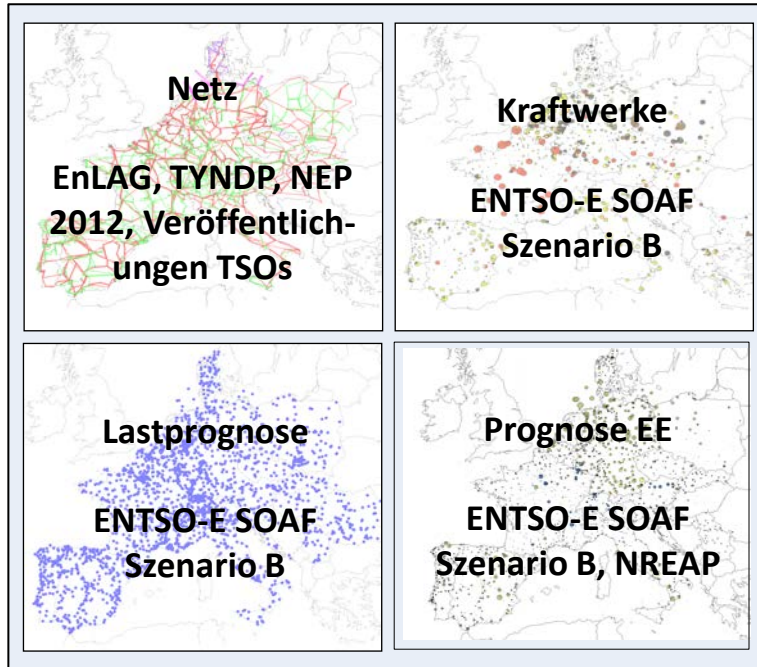 Netz
EnLAG, TYNDP, NEP
2012, Veröffentlich-
ungen TSOs
Kraftwerke
ENTSO-E SOAF
Szenario B
Lastprognose
ENTSO-E SOAF
Szenario B
Prognose EE
ENTSO-E SOAF
Szenario B, NREAP